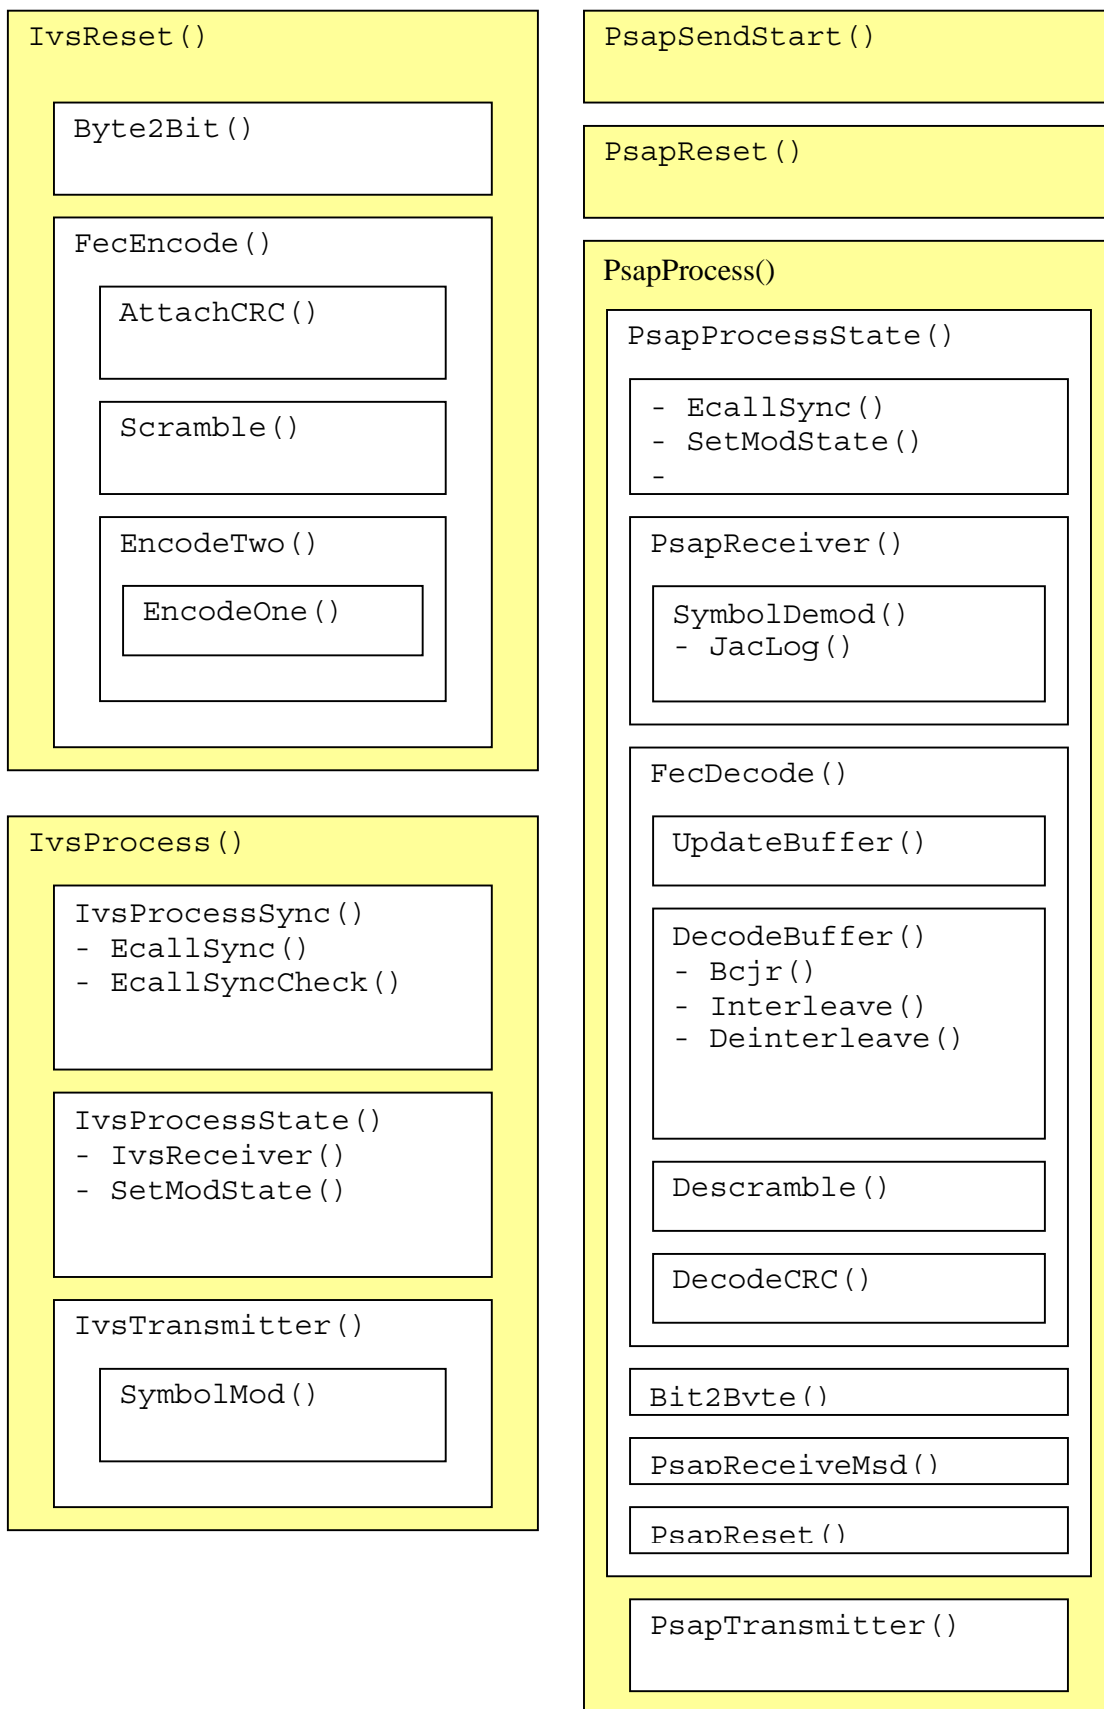 IvsReset()
Byte2Bit()
FecEncode()
AttachCRC()
Scramble()
EncodeTwo()
EncodeOne()
IvsProcess()
IvsProcessSync()
- EcallSync()
- EcallSyncCheck()
IvsProcessState()
- IvsReceiver()
- SetModState()
IvsTransmitter()
SymbolMod()
PsapSendStart()
PsapReset()
PsapProcess()
PsapProcessState()
- EcallSync()
- SetModState()
-
PsapReceiver()
SymbolDemod()
- JacLog()
FecDecode()
UpdateBuffer()
DecodeBuffer()
- Bcjr()
- Interleave()
- Deinterleave()
Descramble()
DecodeCRC()
Bit2Byte()
PsapReceiveMsd()
PsapReset()
PsapTransmitter()